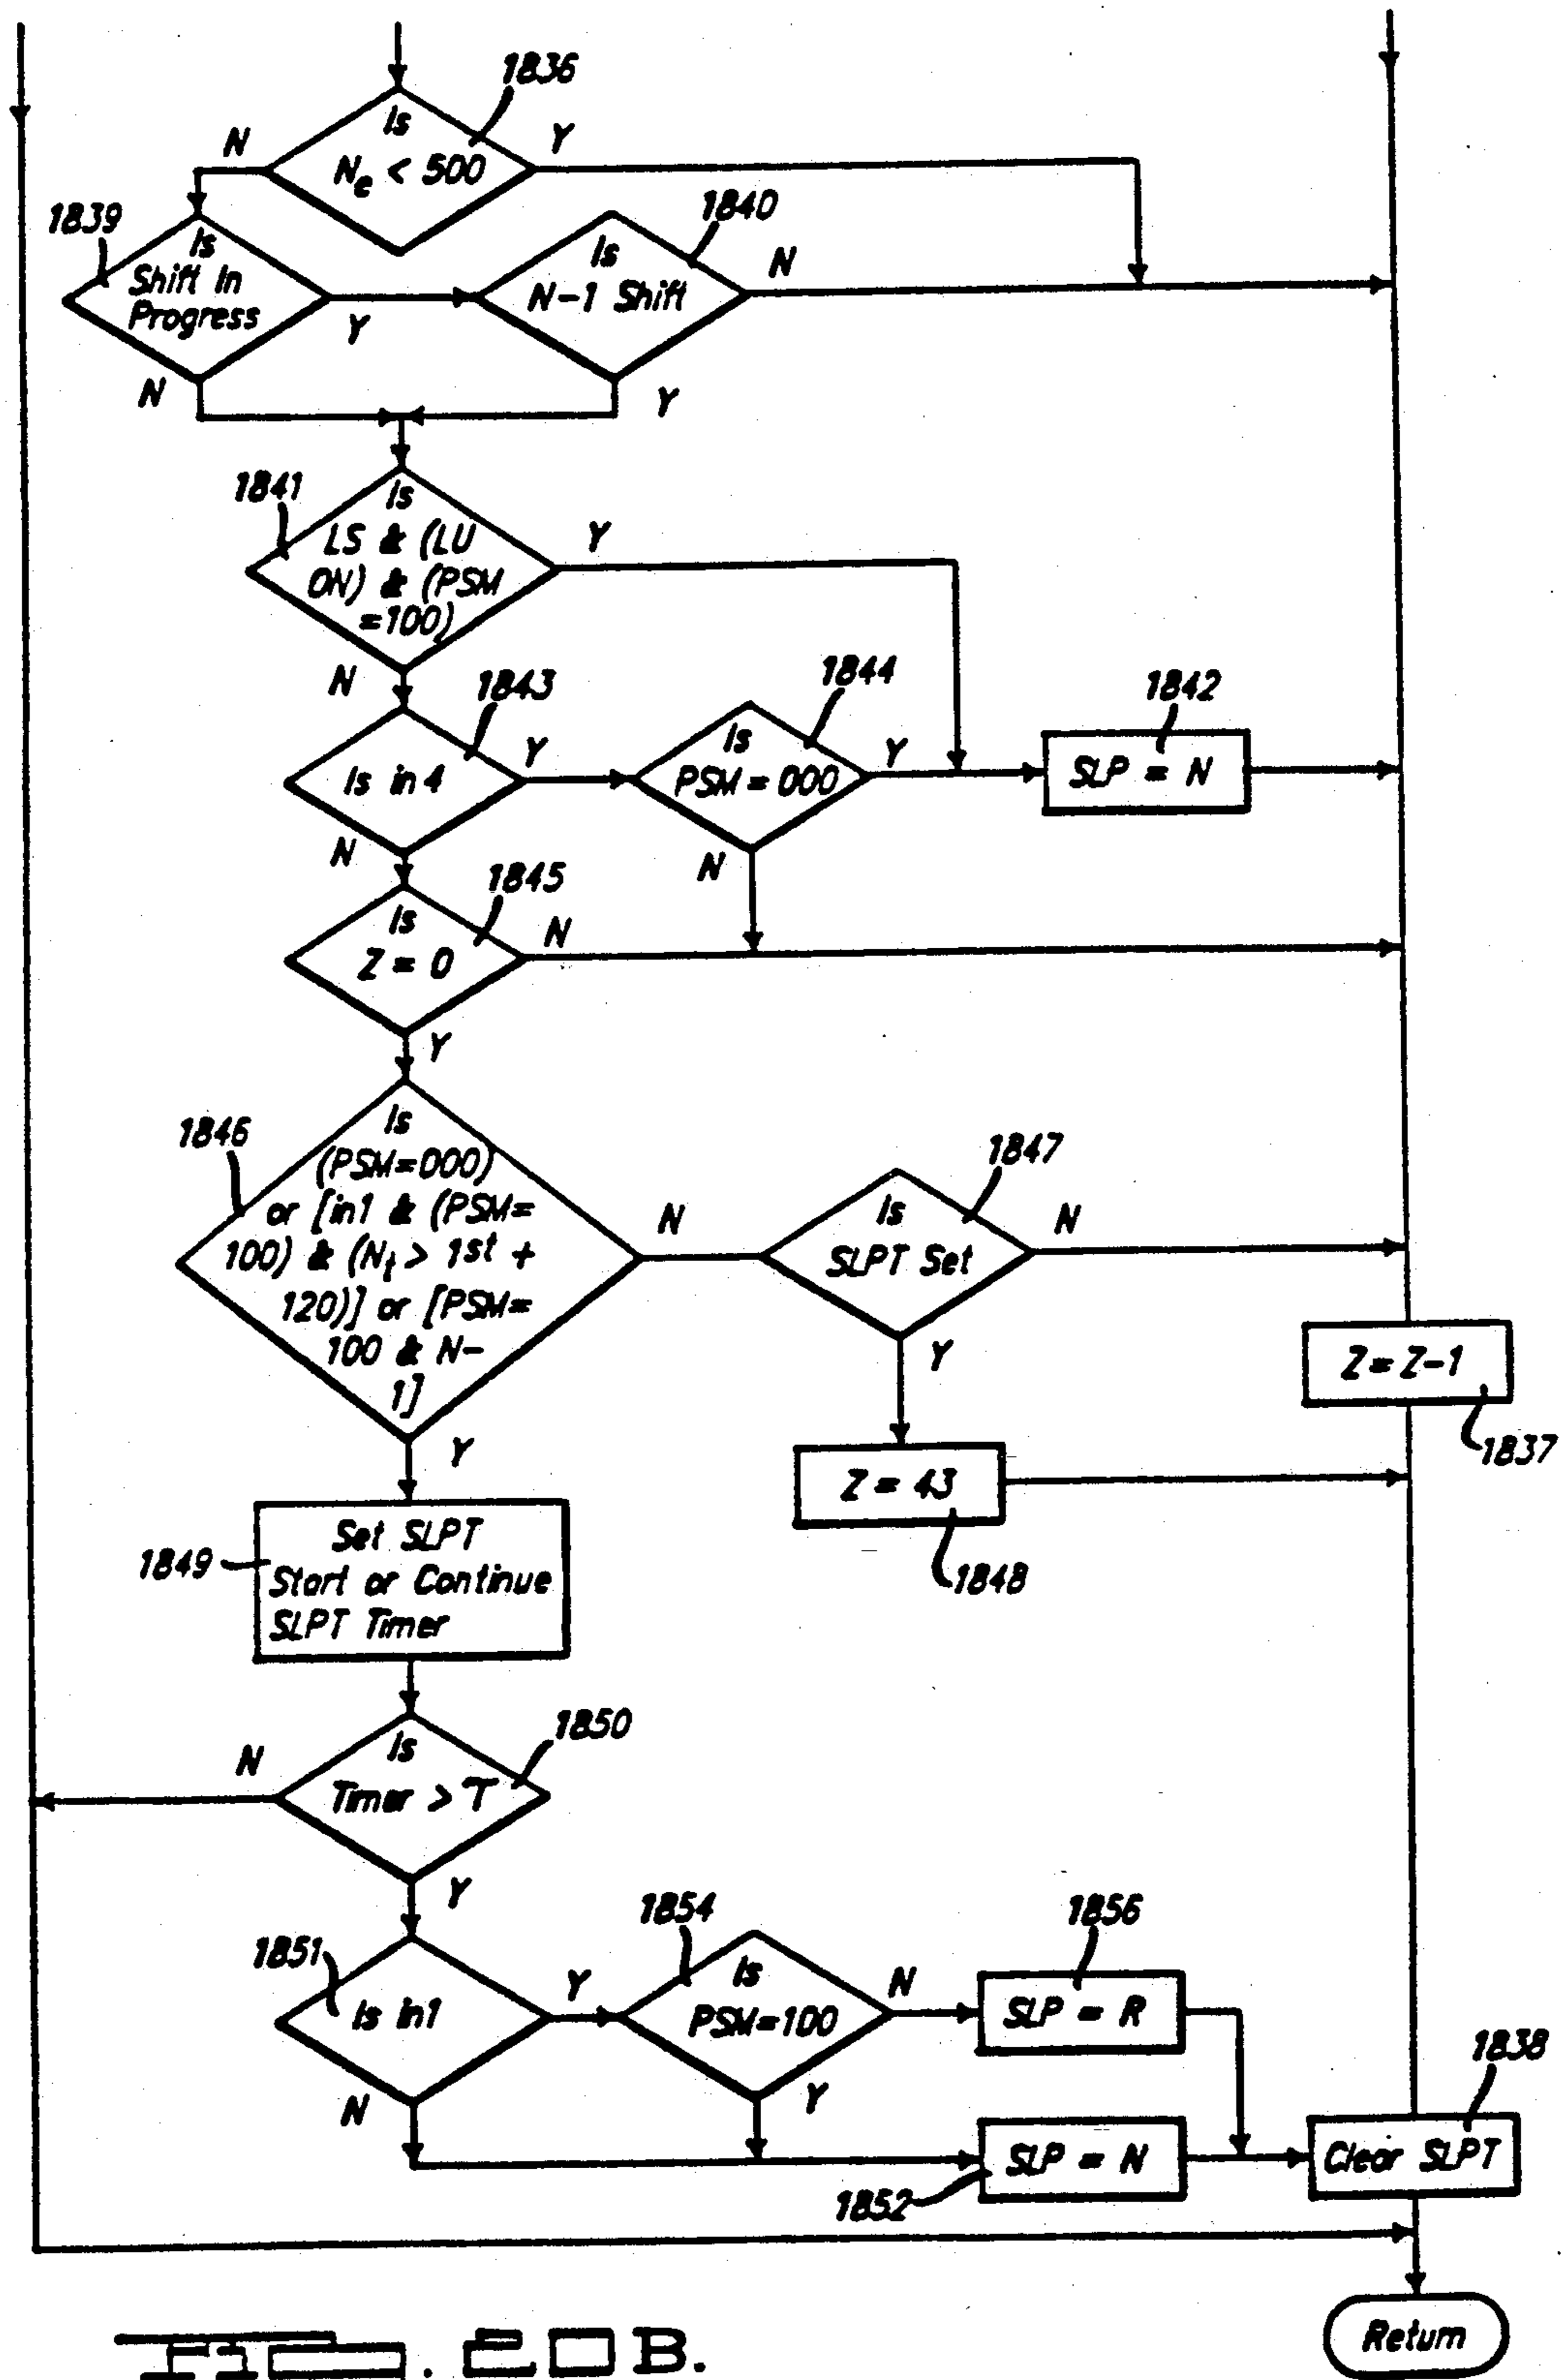 1836
Is
Ne < 500
N
Y
1839
Is
Shift In
Progress
Y
N
1840
Is
N-1 Shift
N
Y
1841
Is
LS & (LU
ON) & (PSM
=100)
Y
N
1843
Is in 4
Y
N
1844
Is
PSM = 000
Y
N
1842
SLP = N
1845
Is
Z = 0
N
Y
1846
Is
(PSM=000)
or [in1 & (PSM=
100) & (Nt > 1st +
120)] or [PSM=
100 & N-
1]
N
Y
1847
Is
SLPT Set
N
Y
Z = Z-1
1837
Z = 43
1848
1849
Set SLPT
Start or Continue
SLPT Timer
1850
Is
Timer > T
N
Y
1851
Is in1
Y
N
1854
Is
PSM=100
N
Y
1856
SLP = R
1838
Clear SLPT
SLP = N
1852
Return
FIG. 20B.